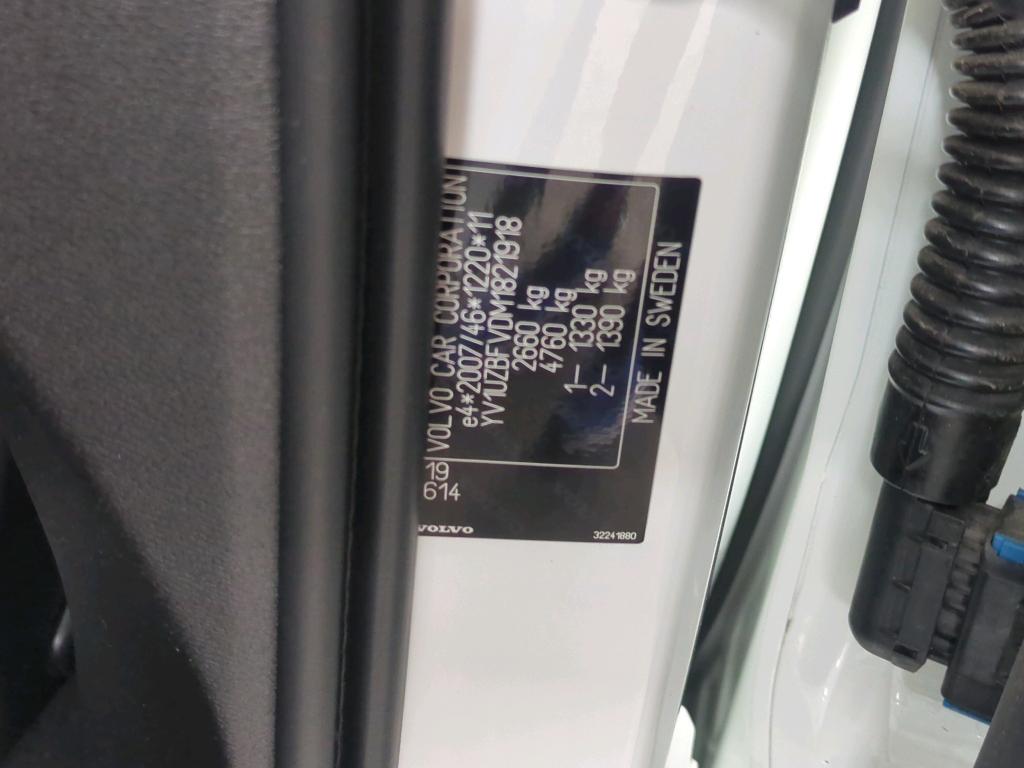 VOLVO CAR CORPORATION
e4*2007/46*1220*11
YV1UZBFVDM1821918
2660 kg
4760 kg
1- 1330 kg
2- 1390 kg
MADE IN SWEDEN
19
614
VOLVO
32241880